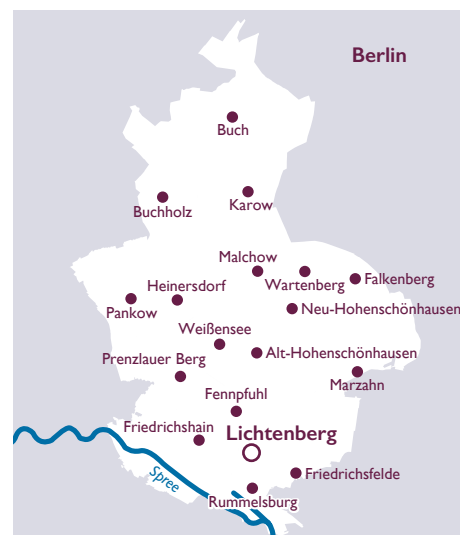 Berlin
Buch
Karow
Buchholz
Malchow
Wartenberg
Falkenberg
Heinersdorf
Pankow
Neu-Hohenschönhausen
Weißensee
Alt-Hohenschönhausen
Prenzlauer Berg
Marzahn
Fennpfuhl
Friedrichshain
Lichtenberg
Spree
Friedrichsfelde
Rummelsburg